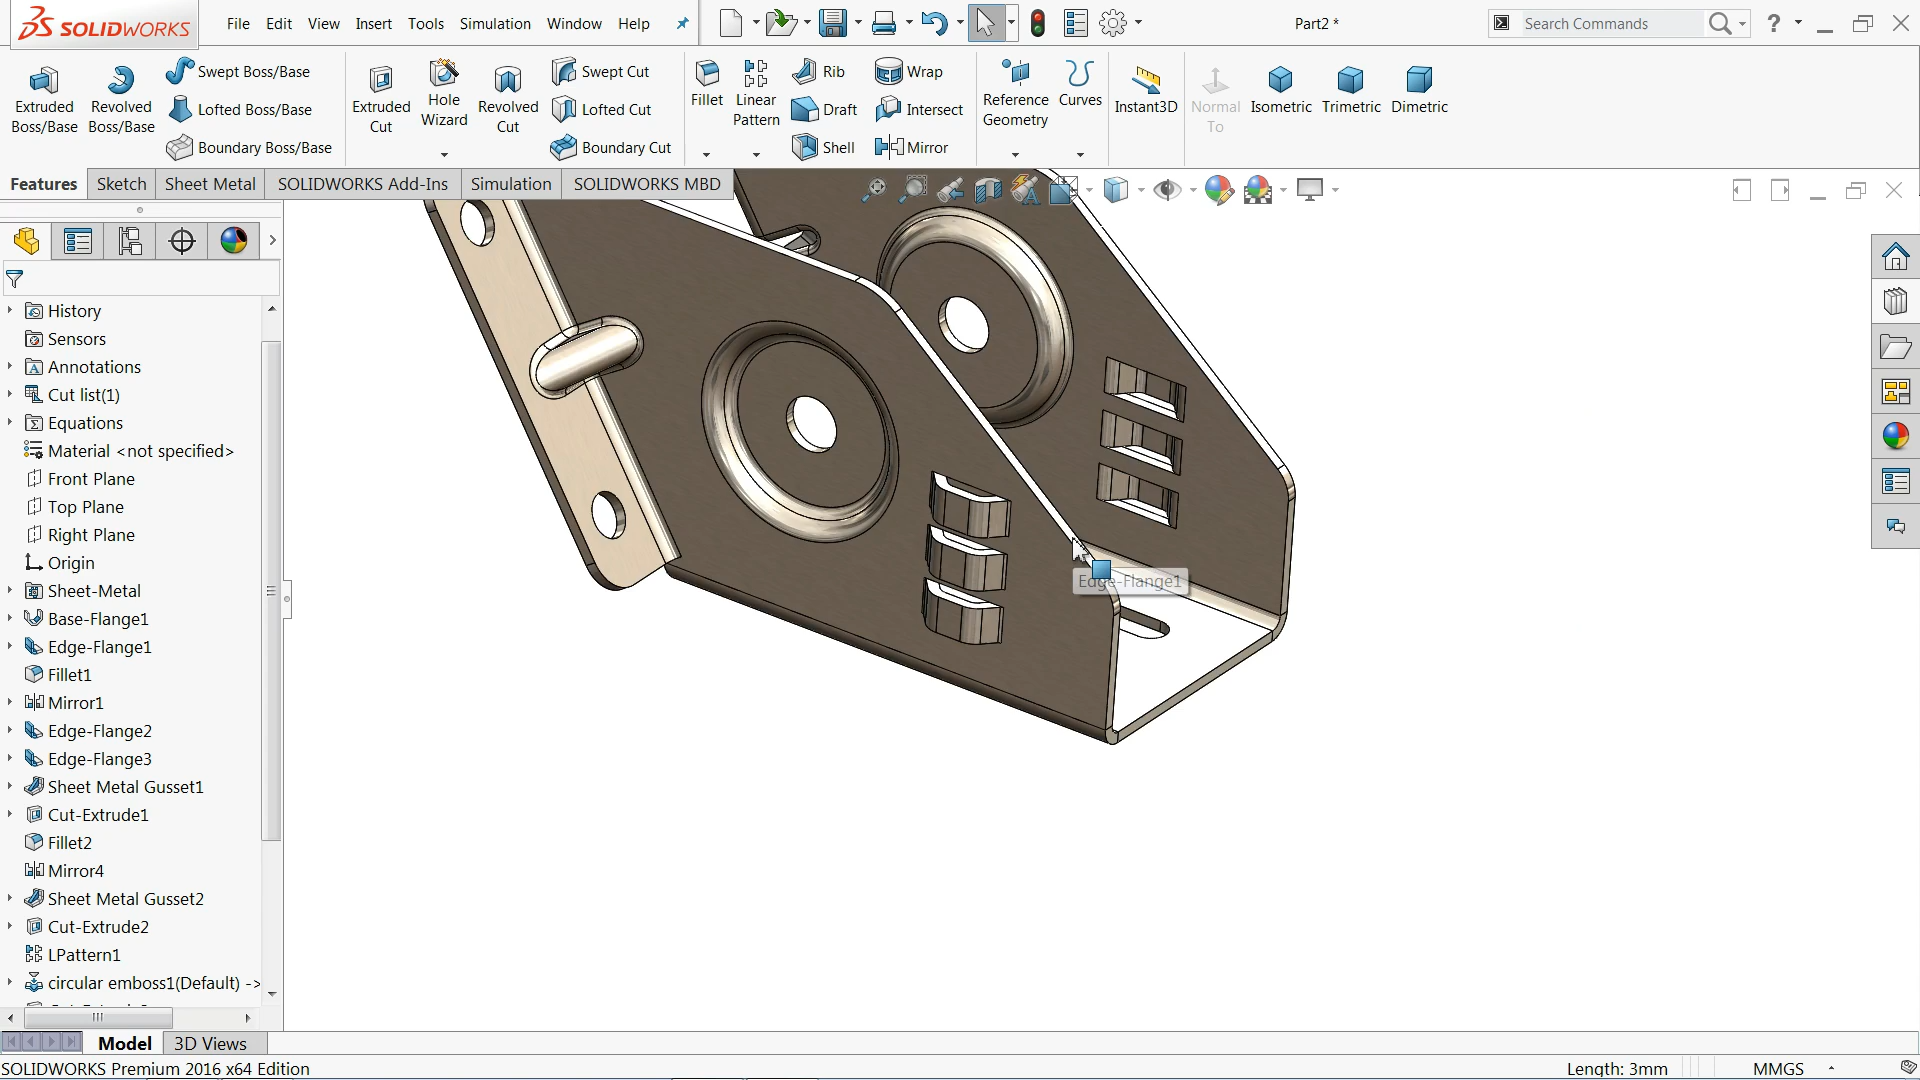 SOLIDWORKS
File Edit View Insert Tools Simulation Window Help
Part2 *
Search Commands
?
Extruded Boss/Base
Revolved Boss/Base
Swept Boss/Base
Lofted Boss/Base
Boundary Boss/Base
Extruded Cut
Hole Wizard
Revolved Cut
Swept Cut
Lofted Cut
Boundary Cut
Fillet
Linear Pattern
Rib
Draft
Shell
Wrap
Intersect
Mirror
Reference Geometry
Curves
Instant3D
Normal To
Isometric
Trimetric
Dimetric
Features Sketch Sheet Metal SOLIDWORKS Add-Ins Simulation SOLIDWORKS MBD
History
Sensors
Annotations
Cut list(1)
Equations
Material <not specified>
Front Plane
Top Plane
Right Plane
Origin
Sheet-Metal
Base-Flange1
Edge-Flange1
Fillet1
Mirror1
Edge-Flange2
Edge-Flange3
Sheet Metal Gusset1
Cut-Extrude1
Fillet2
Mirror4
Sheet Metal Gusset2
Cut-Extrude2
LPattern1
circular emboss1(Default) ->
Edge-Flange1
Model 3D Views
SOLIDWORKS Premium 2016 x64 Edition
Length: 3mm
MMGS